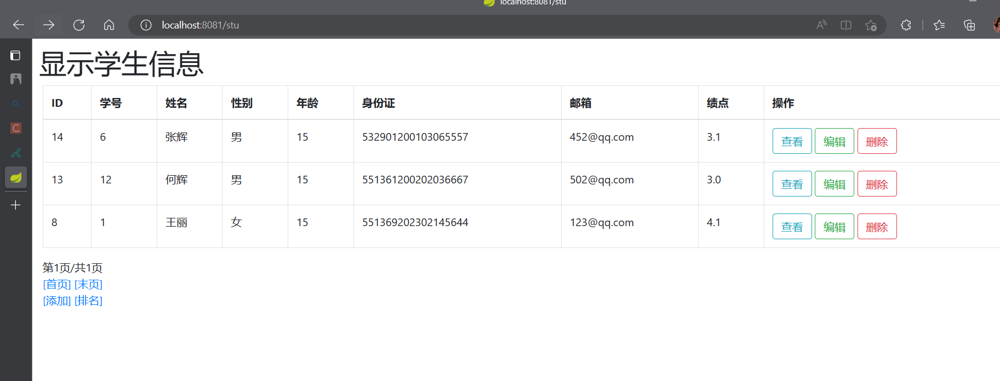 localhost:8081/stu
localhost:8081/stu
显示学生信息
ID 学号 姓名 性别 年龄 身份证 邮箱 绩点 操作
14 6 张辉 男 15 532901200103065557 452@qq.com 3.1 查看 编辑 删除
13 12 何辉 男 15 551361200202036667 502@qq.com 3.0 查看 编辑 删除
8 1 王丽 女 15 551369202302145644 123@qq.com 4.1 查看 编辑 删除
第1页/共1页
[首页] [末页]
[添加] [排名]